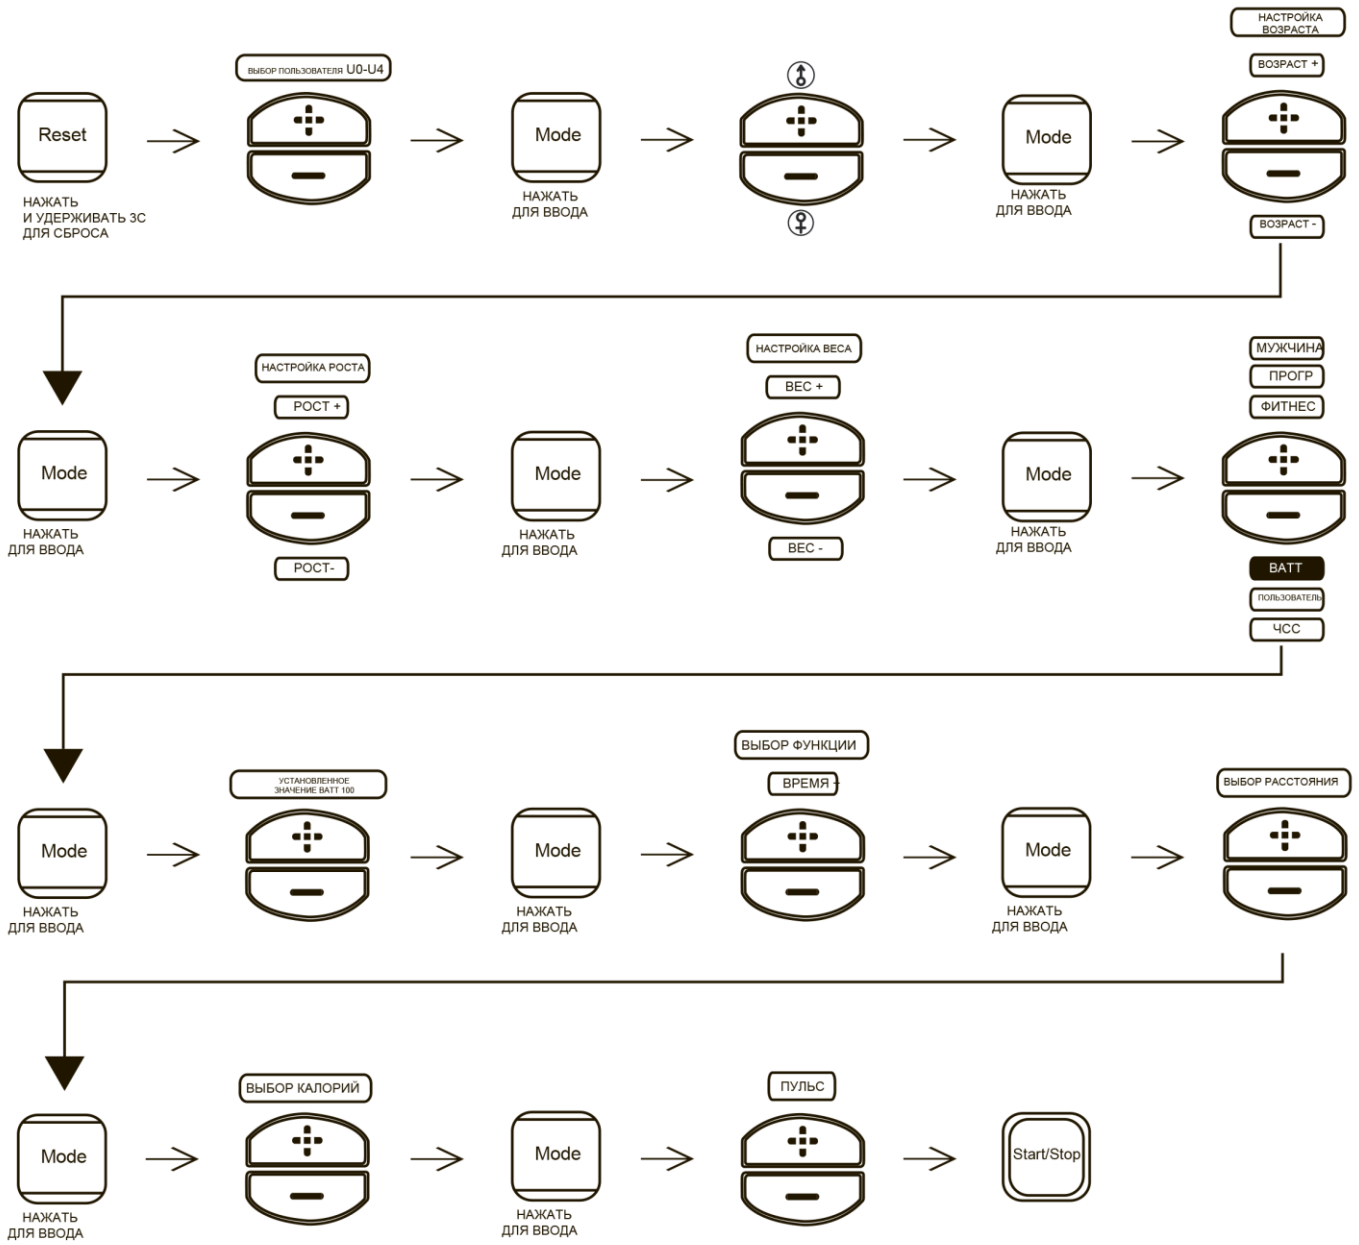 НАСТРОЙКА
ВОЗРАСТА
ВЫБОР ПОЛЬЗОВАТЕЛЯ U0-U4
ВОЗРАСТ +
Reset
Mode
Mode
НАЖАТЬ
И УДЕРЖИВАТЬ 3С
ДЛЯ СБРОСА
НАЖАТЬ
ДЛЯ ВВОДА
НАЖАТЬ
ДЛЯ ВВОДА
ВОЗРАСТ -
НАСТРОЙКА РОСТА
РОСТ +
НАСТРОЙКА ВЕСА
ВЕС +
МУЖЧИНА
ПРОГР
ФИТНЕС
Mode
Mode
Mode
НАЖАТЬ
ДЛЯ ВВОДА
РОСТ-
НАЖАТЬ
ДЛЯ ВВОДА
ВЕС -
НАЖАТЬ
ДЛЯ ВВОДА
ВАТТ
ПОЛЬЗОВАТЕЛЬ
ЧСС
УСТАНОВЛЕННОЕ
ЗНАЧЕНИЕ ВАТТ 100
ВЫБОР ФУНКЦИИ
ВРЕМЯ +
ВЫБОР РАССТОЯНИЯ
Mode
Mode
Mode
НАЖАТЬ
ДЛЯ ВВОДА
НАЖАТЬ
ДЛЯ ВВОДА
НАЖАТЬ
ДЛЯ ВВОДА
ВЫБОР КАЛОРИЙ
ПУЛЬС
Mode
Mode
Start/Stop
НАЖАТЬ
ДЛЯ ВВОДА
НАЖАТЬ
ДЛЯ ВВОДА